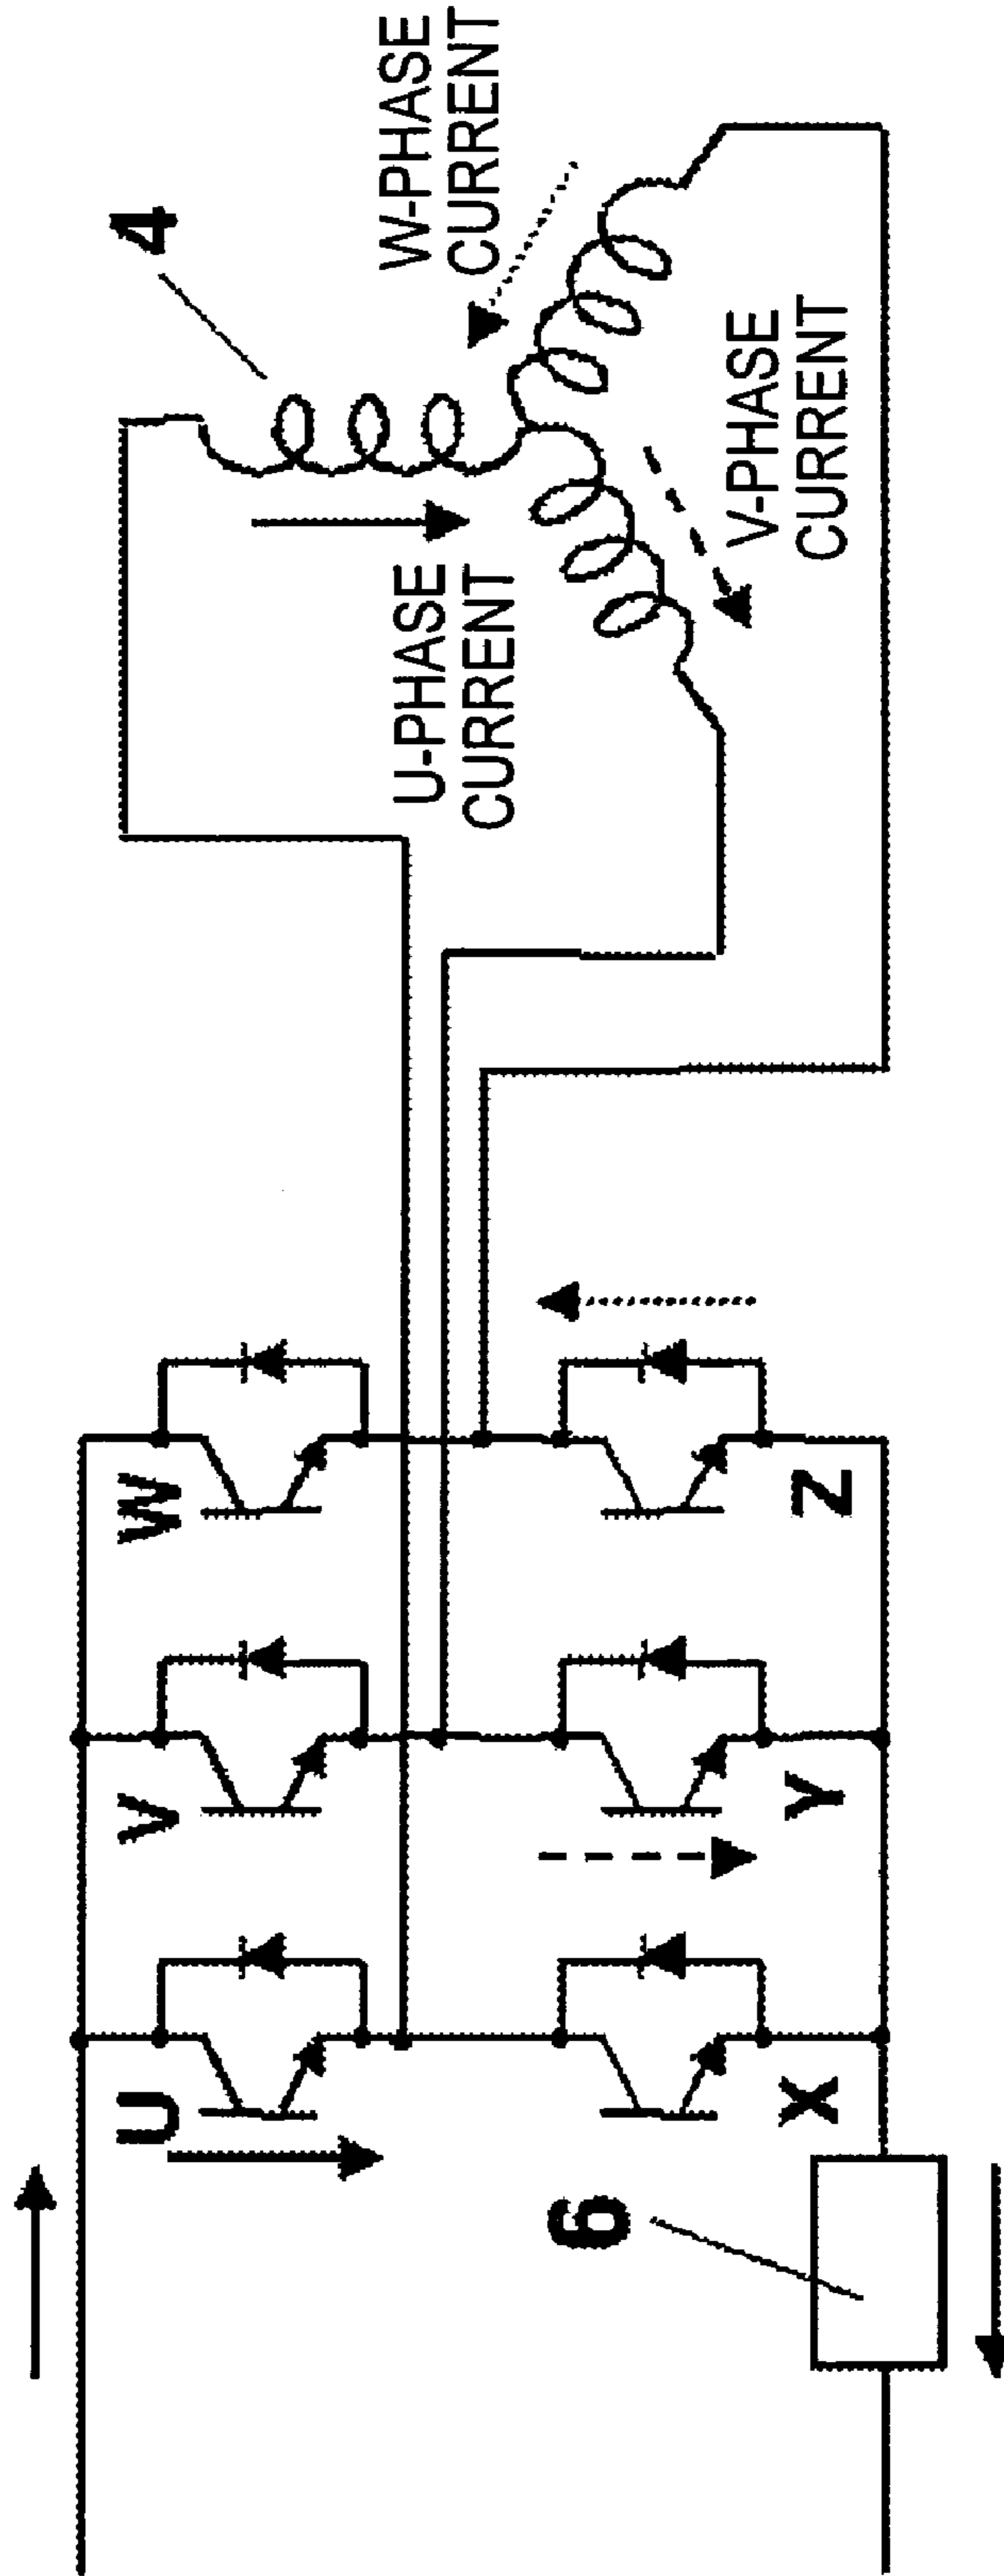 4
W-PHASE
CURRENT
U-PHASE
CURRENT
V-PHASE
CURRENT
U
V
W
X
Y
Z
6